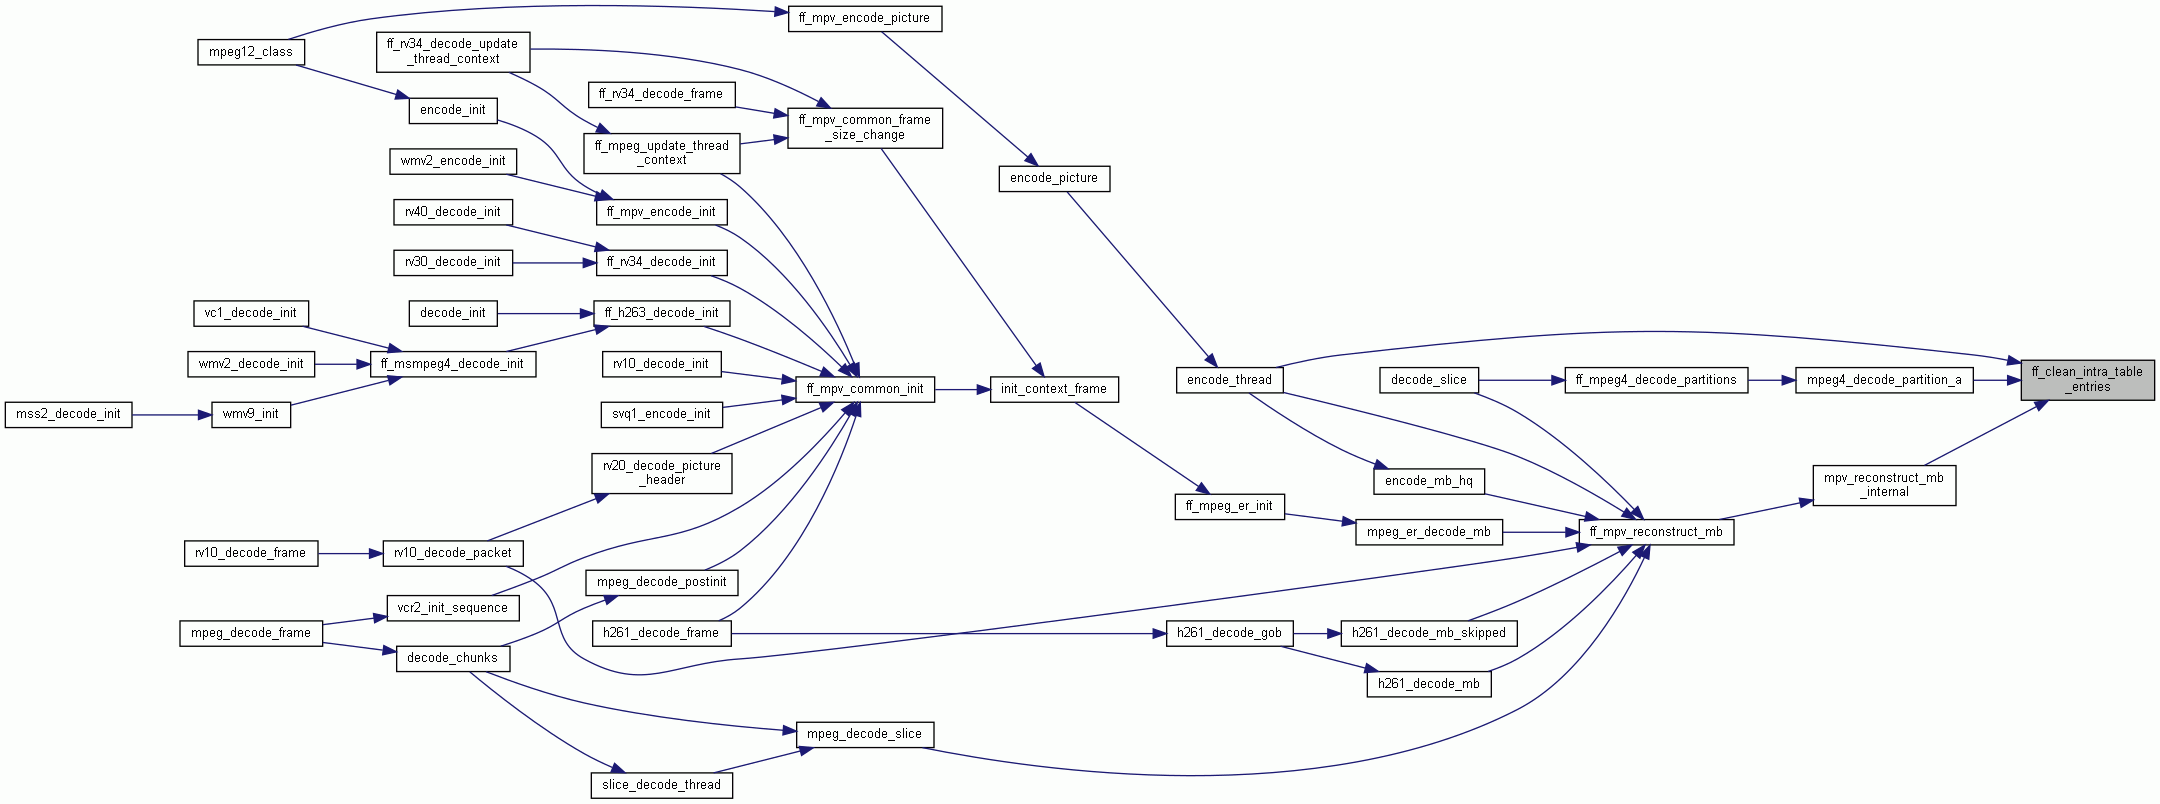 ff_mpv_encode_picture
mpeg12_class
ff_rv34_decode_update
_thread_context
ff_rv34_decode_frame
encode_init
ff_mpv_common_frame
_size_change
ff_mpeg_update_thread
_context
wmv2_encode_init
encode_picture
rv40_decode_init
ff_mpv_encode_init
rv30_decode_init
ff_rv34_decode_init
vc1_decode_init
decode_init
ff_h263_decode_init
wmv2_decode_init
ff_msmpeg4_decode_init
rv10_decode_init
ff_mpv_common_init
init_context_frame
encode_thread
decode_slice
ff_mpeg4_decode_partitions
mpeg4_decode_partition_a
ff_clean_intra_table
_entries
mss2_decode_init
wmv9_init
svq1_encode_init
rv20_decode_picture
_header
encode_mb_hq
mpv_reconstruct_mb
_internal
ff_mpeg_er_init
mpeg_er_decode_mb
ff_mpv_reconstruct_mb
rv10_decode_frame
rv10_decode_packet
mpeg_decode_postinit
vcr2_init_sequence
mpeg_decode_frame
h261_decode_frame
h261_decode_gob
h261_decode_mb_skipped
decode_chunks
h261_decode_mb
mpeg_decode_slice
slice_decode_thread